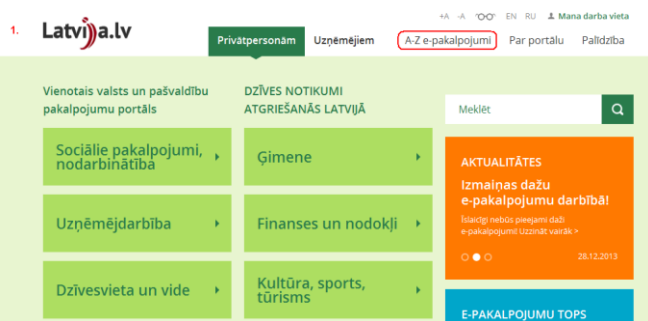 +A -A EN RU Mana darba vieta
1. Latvija.lv
Privātpersonām Uzņēmējiem A-Z e-pakalpojumi Par portālu Palīdzība
Vienotais valsts un pašvaldību
pakalpojumu portāls
DZĪVES NOTIKUMI
ATGRIEŠANĀS LATVIJĀ
Meklēt
Sociālie pakalpojumi,
nodarbinātība
Ģimene
AKTUALITĀTES
Izmaiņas dažu
e-pakalpojumu darbībā!
Īslaicīgi nebūs pieejami daži
e-pakalpojumi! Uzzināt vairāk >
28.12.2013
Uzņēmējdarbība
Finanses un nodokļi
Dzīvesvieta un vide
Kultūra, sports,
tūrisms
E-PAKALPOJUMU TOPS